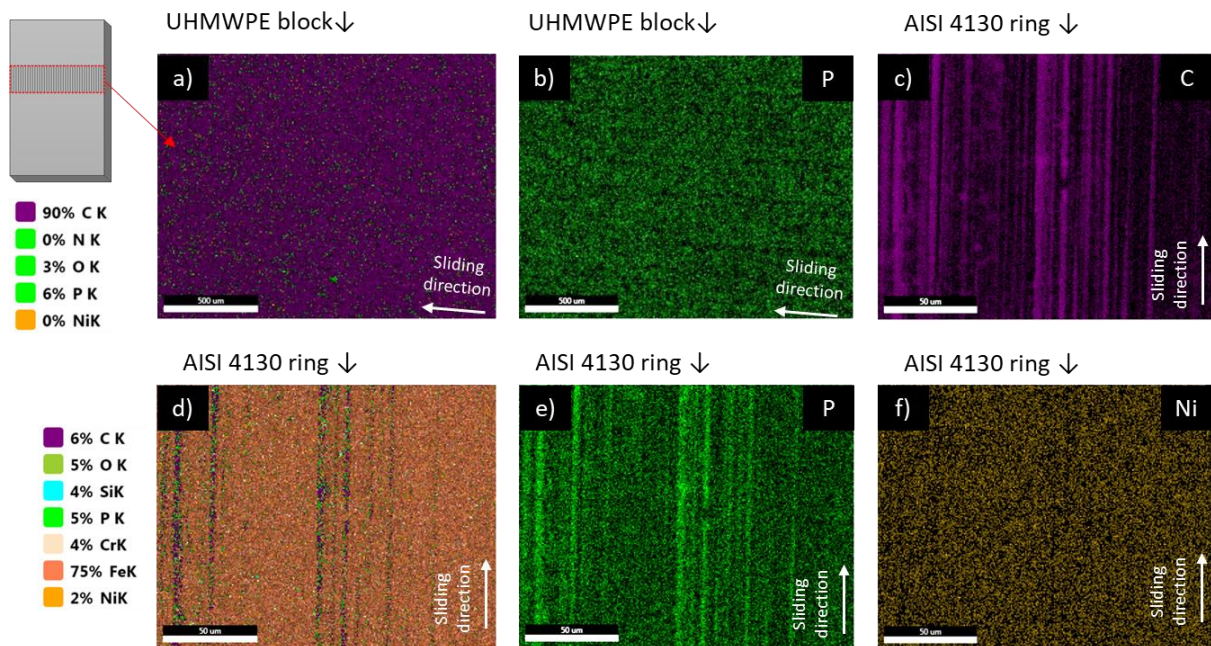 UHMWPE block↓
UHMWPE block↓
AISI 4130 ring ↓
a)
b)
P
c)
C
90% C K
0% N K
3% O K
6% P K
0% NiK
Sliding
direction
500 um
Sliding
direction
500 um
Sliding
direction
50 um
AISI 4130 ring ↓
AISI 4130 ring ↓
AISI 4130 ring ↓
d)
e)
P
f)
Ni
6% C K
5% O K
4% SiK
5% P K
4% CrK
75% FeK
2% NiK
Sliding
direction
50 um
Sliding
direction
50 um
Sliding
direction
50 um